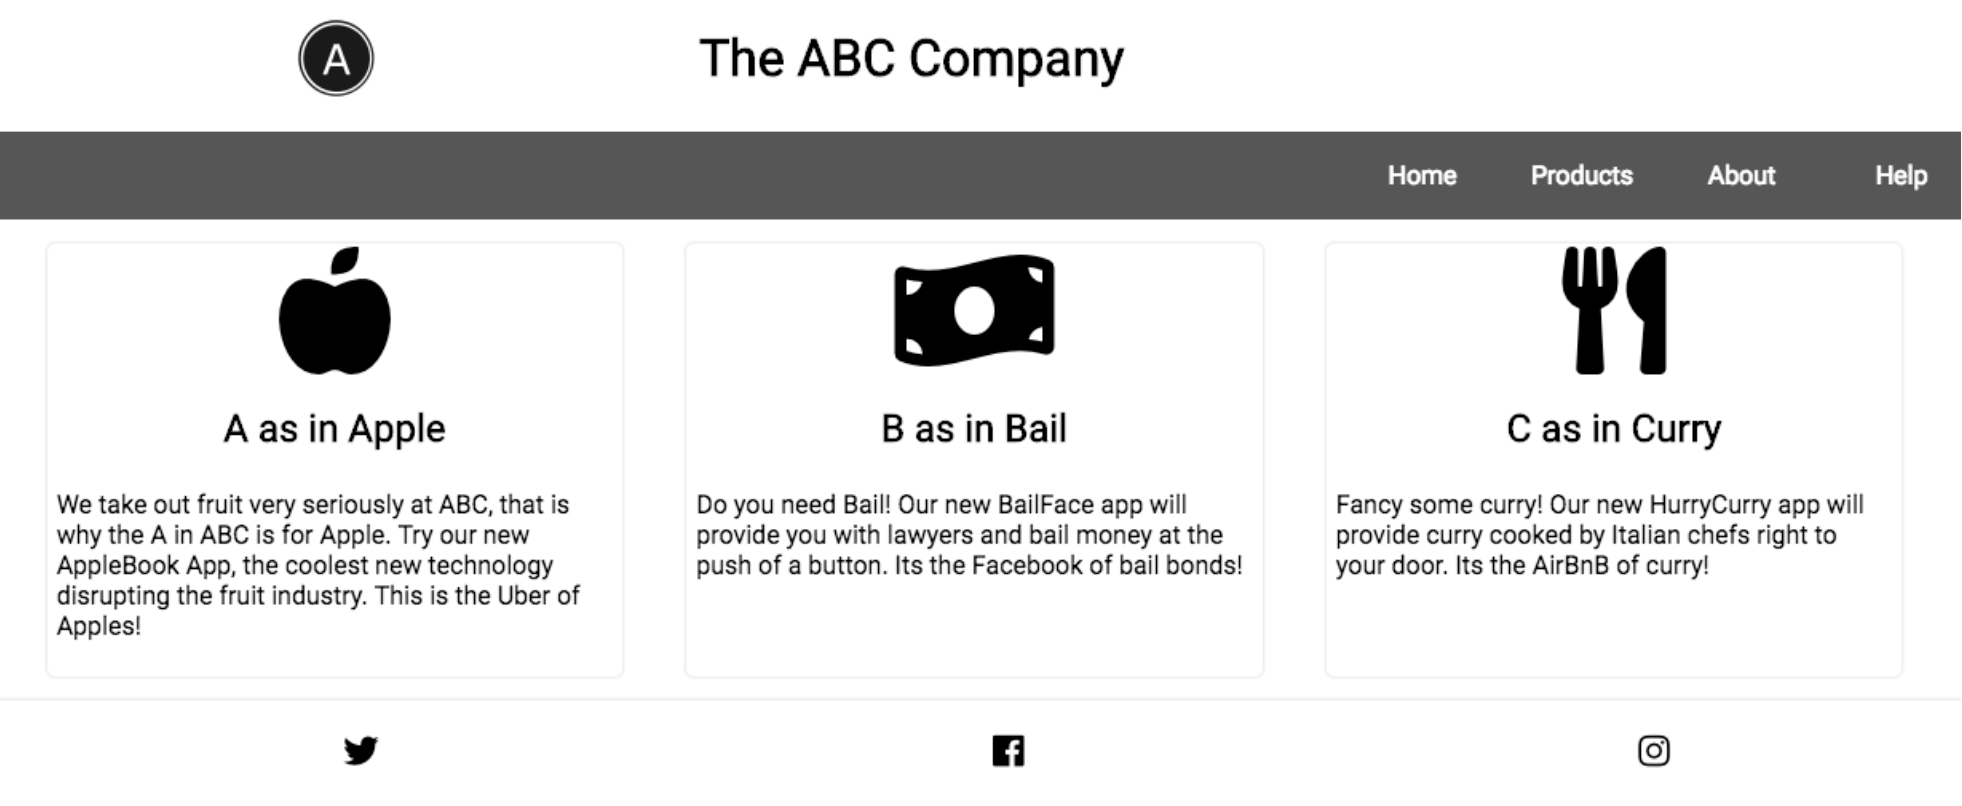 A
The ABC Company
Home Products About Help
A as in Apple
We take out fruit very seriously at ABC, that is
why the A in ABC is for Apple. Try our new
AppleBook App, the coolest new technology
disrupting the fruit industry. This is the Uber of
Apples!
B as in Bail
Do you need Bail! Our new BailFace app will
provide you with lawyers and bail money at the
push of a button. Its the Facebook of bail bonds!
C as in Curry
Fancy some curry! Our new HurryCurry app will
provide curry cooked by Italian chefs right to
your door. Its the AirBnB of curry!